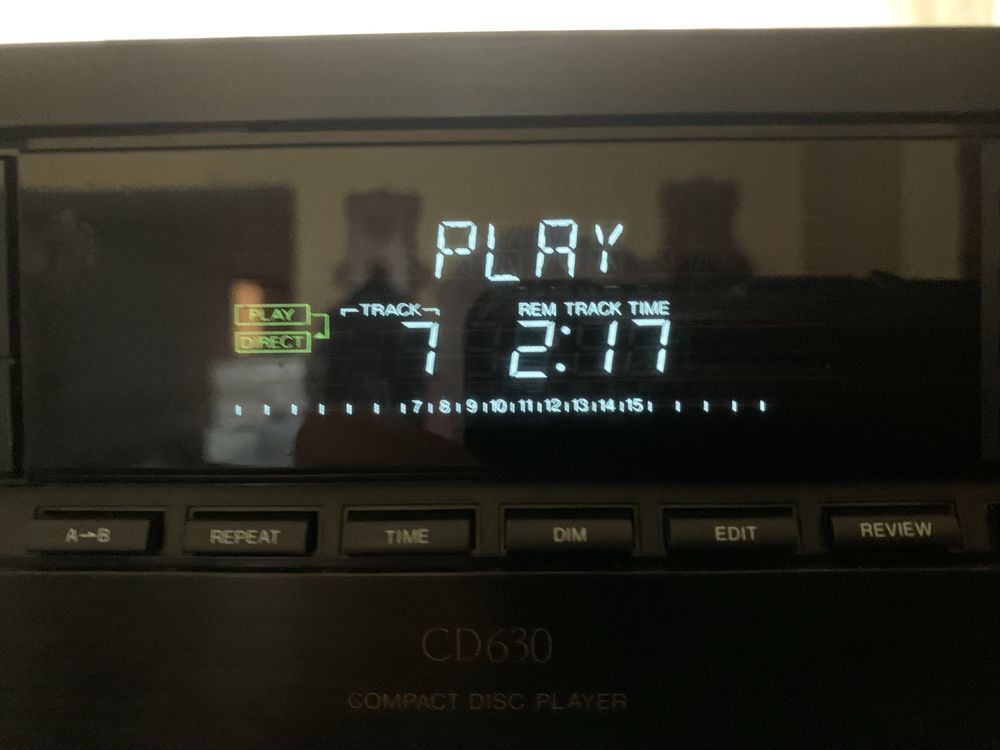 PLAY
PLAY TRACK REM TRACK TIME
DIRECT 7 2:17
7 8 9 10 11 12 13 14 15
A→B REPEAT TIME DIM EDIT REVIEW
CD630
COMPACT DISC PLAYER